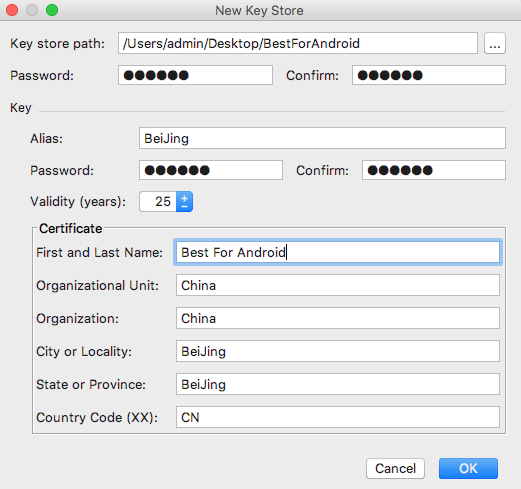 New Key Store
Key store path: /Users/admin/Desktop/BestForAndroid ...
Password: ●●●●●● Confirm: ●●●●●●
Key
Alias: BeiJing
Password: ●●●●●● Confirm: ●●●●●●
Validity (years): 25
Certificate
First and Last Name: Best For Android
Organizational Unit: China
Organization: China
City or Locality: BeiJing
State or Province: BeiJing
Country Code (XX): CN
Cancel OK